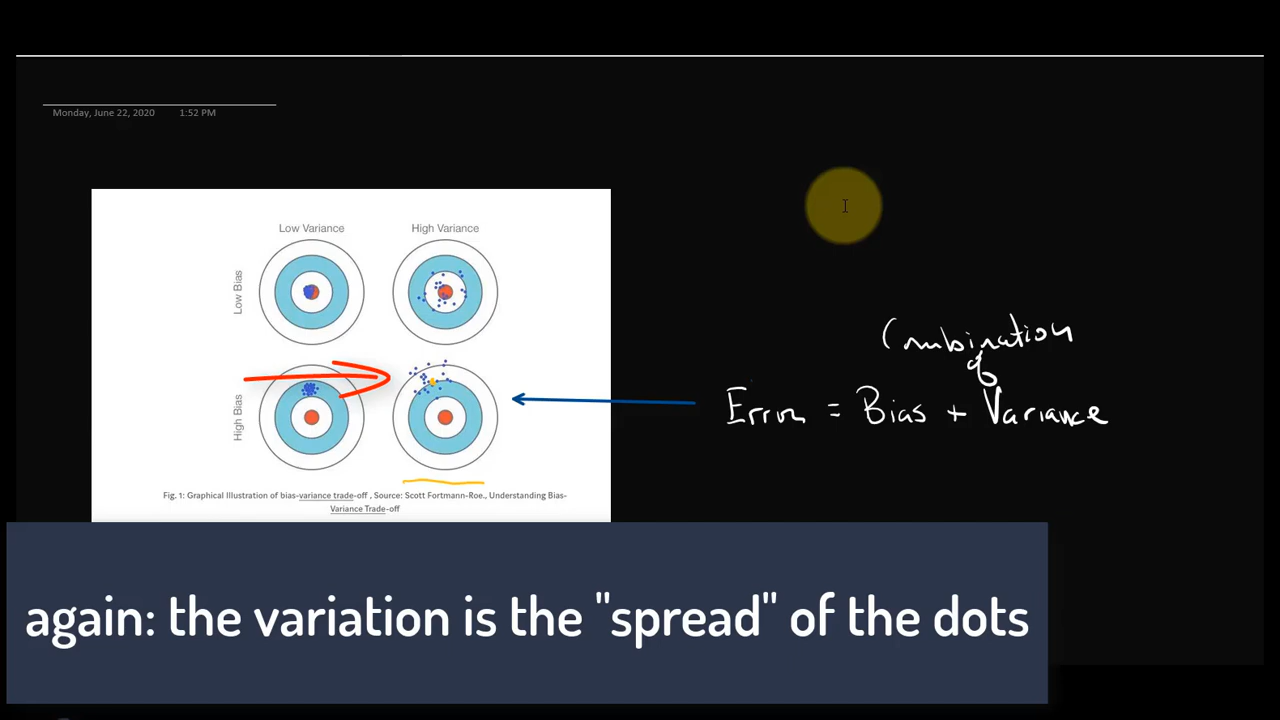 Monday, June 22, 2020 1:52 PM
Low Variance High Variance
Low Bias
High Bias
Combination
of
Error = Bias + Variance
Fig. 1: Graphical Illustration of bias-variance trade-off , Source: Scott Fortmann-Roe., Understanding Bias-
Variance Trade-off
again: the variation is the "spread" of the dots